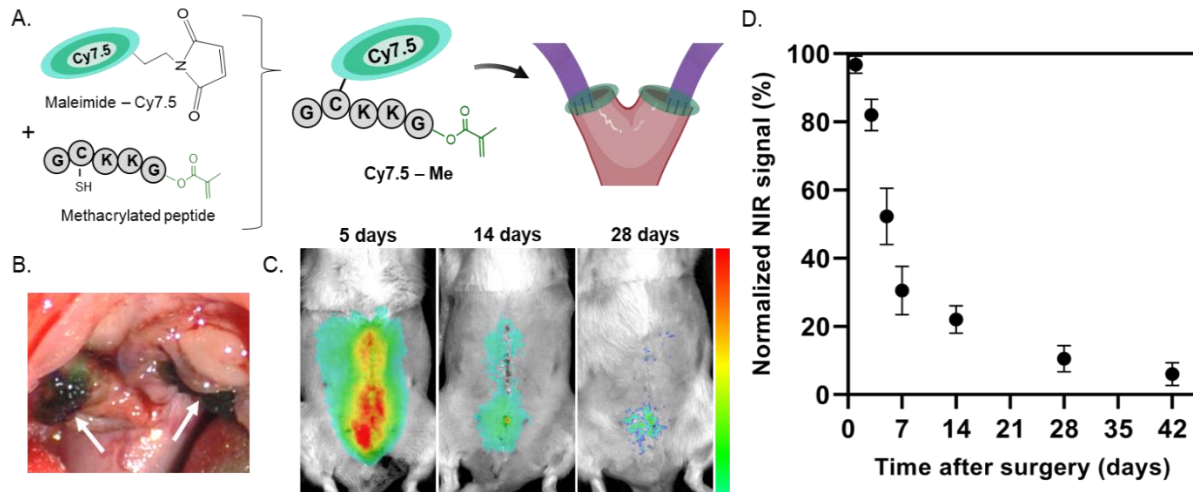 A.
Cy7.5
N
O
O
Maleimide – Cy7.5
+
G C K K G
SH
O
O
Methacrylated peptide
Cy7.5
G C K K G
O
O
Cy7.5 – Me
B.
C.
5 days
14 days
28 days
D.
Normalized NIR signal (%)
100
80
60
40
20
0
0 7 14 21 28 35 42
Time after surgery (days)